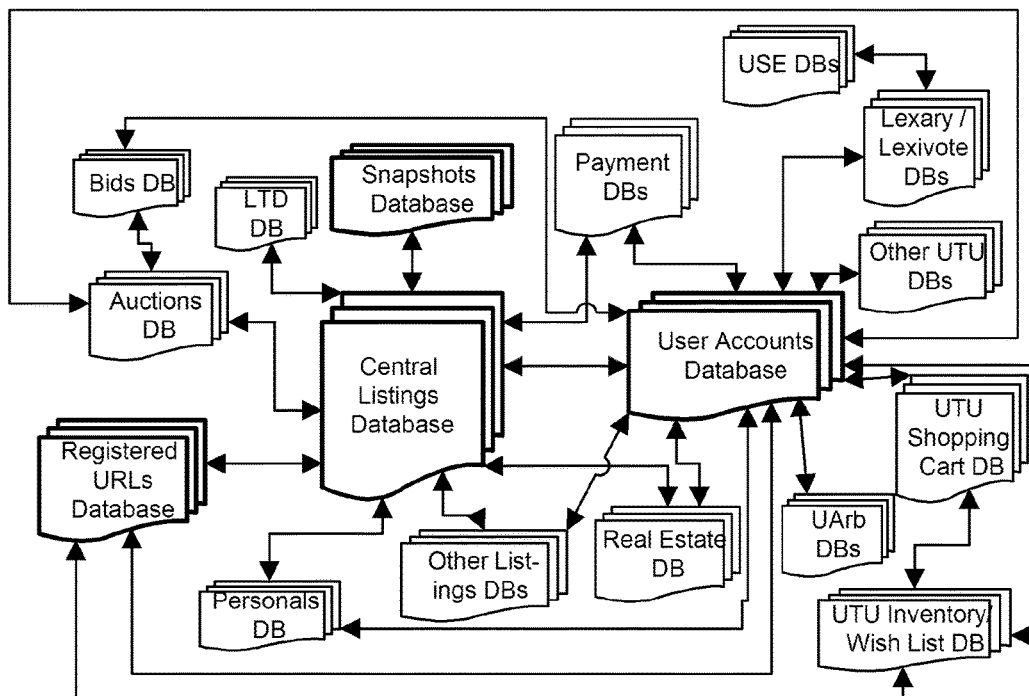 USE DBs
Lexary /
Lexivote
DBs
Bids DB
LTD
DB
Snapshots
Database
Payment
DBs
Other UTU
DBs
Auctions
DB
Central
Listings
Database
User Accounts
Database
UTU
Shopping
Cart DB
Registered
URLs
Database
UArb
DBs
Other List-
ings DBs
Real Estate
DB
Personals
DB
UTU Inventory/
Wish List DB